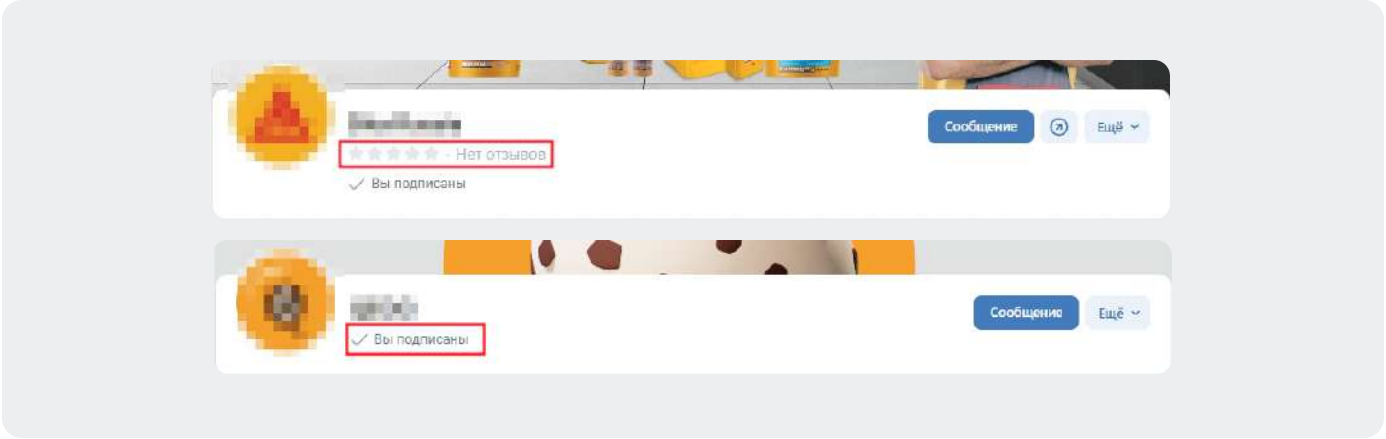 Сообщение
Ещё
- Нет отзывов
Вы подписаны
Сообщение
Ещё
Вы подписаны